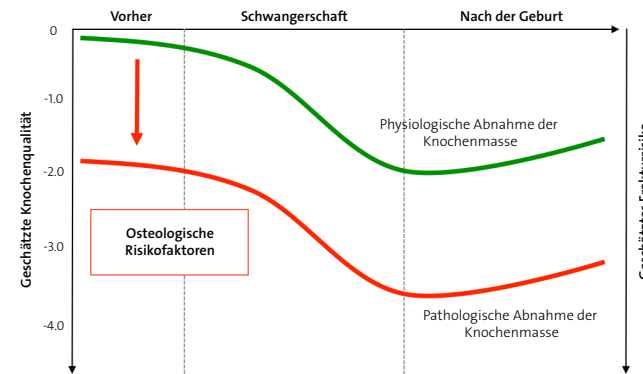 Vorher
Schwangerschaft
Nach der Geburt
0
-1.0
-2.0
-3.0
-4.0
Geschätzte Knochenqualität
Physiologische Abnahme der
Knochenmasse
Osteologische
Risikofaktoren
Pathologische Abnahme der
Knochenmasse